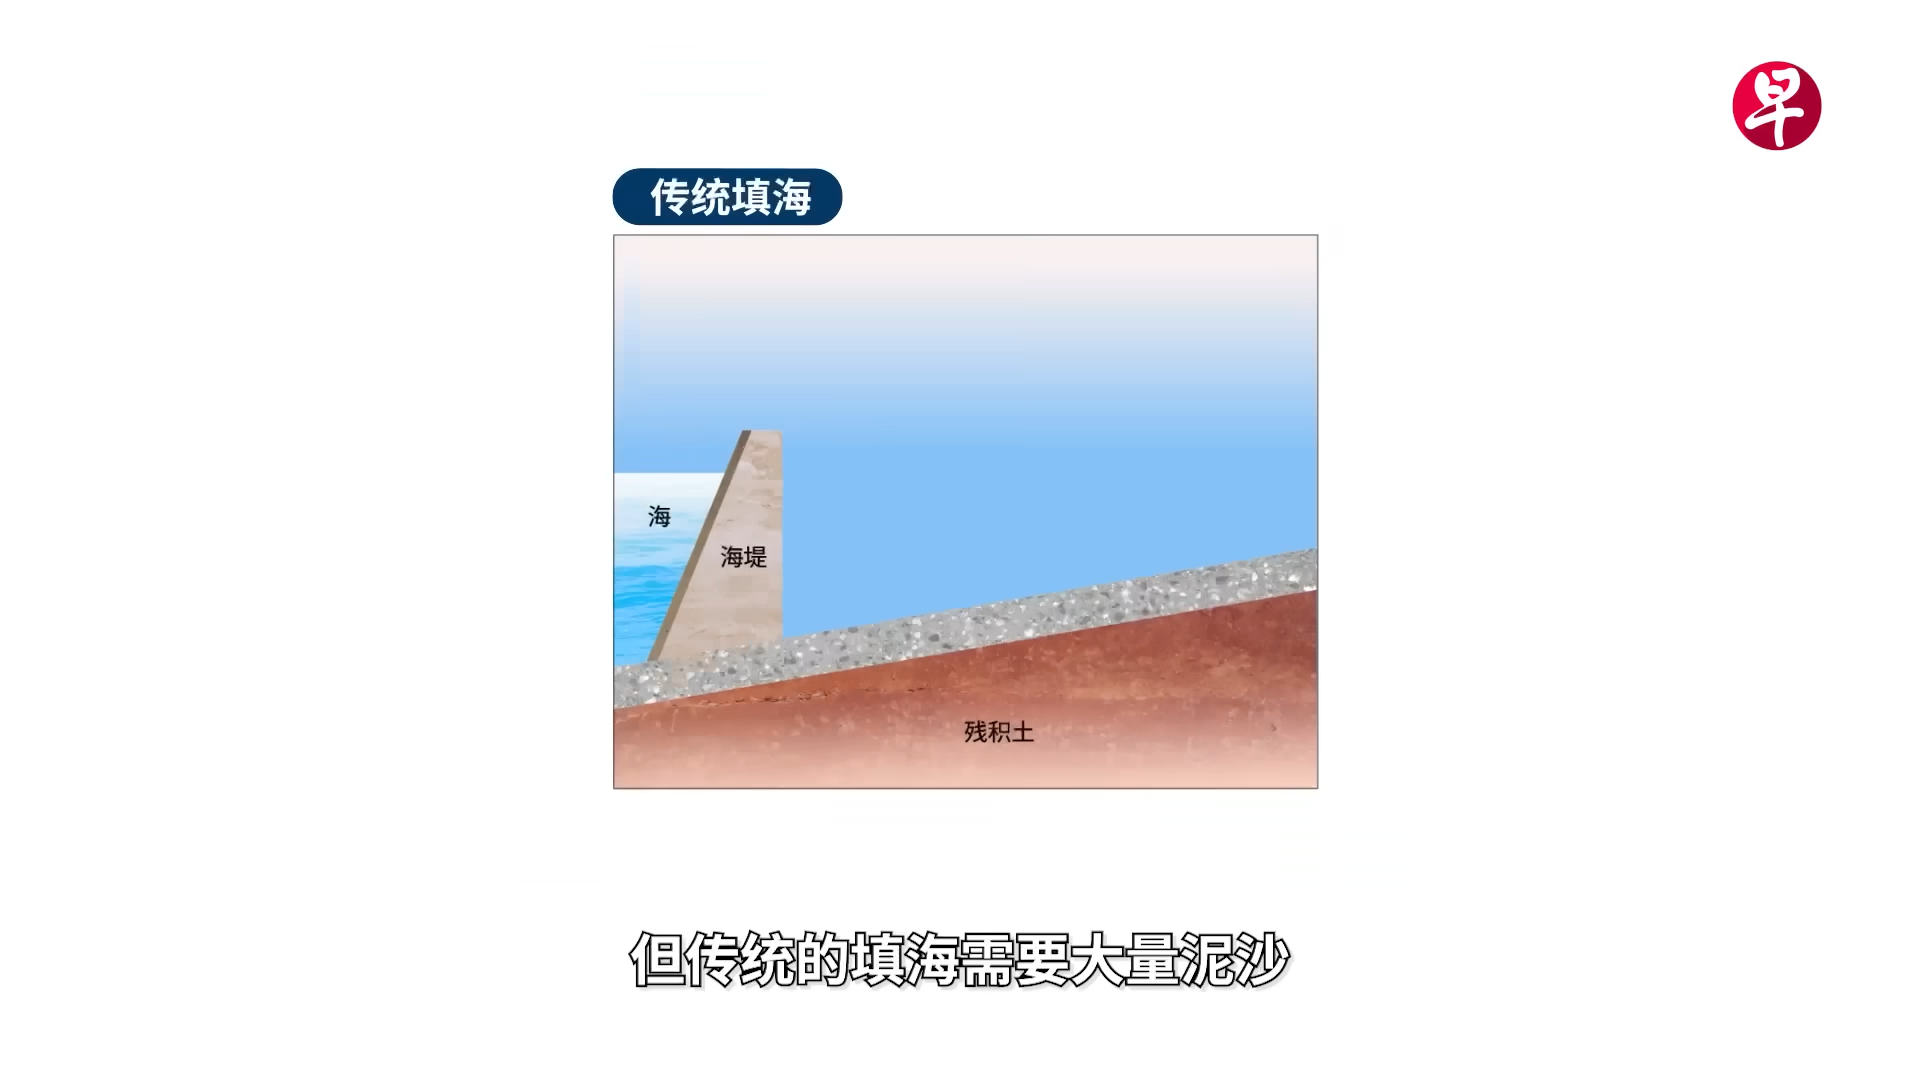 早
传统填海
海
海堤
残积土
但传统的填海需要大量泥沙